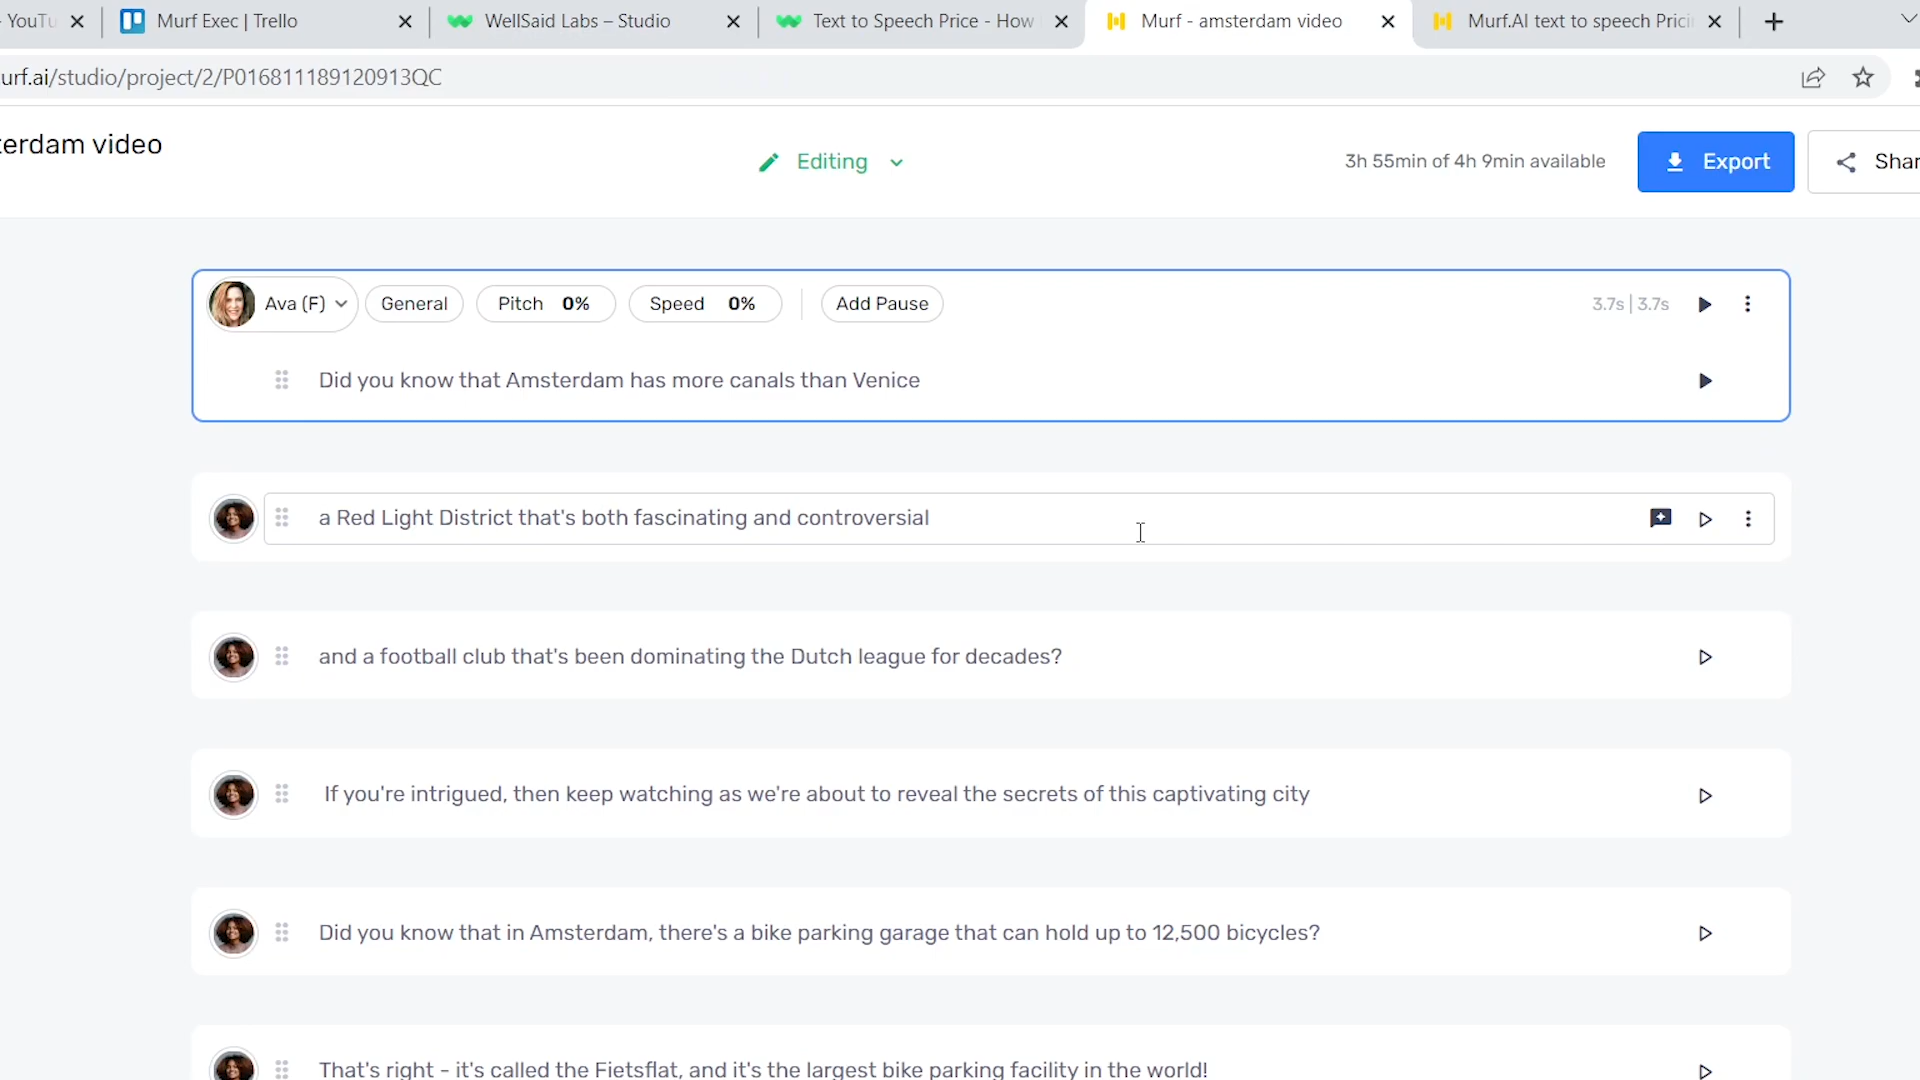 YouTu
Murf Exec | Trello
WellSaid Labs – Studio
Text to Speech Price - How
Murf - amsterdam video
Murf.AI text to speech Prici
urf.ai/studio/project/2/P016811189120913QC
terdam video
Editing
3h 55min of 4h 9min available
Export
Shar
Ava (F)
General
Pitch 0%
Speed 0%
Add Pause
3.7s | 3.7s
Did you know that Amsterdam has more canals than Venice
a Red Light District that's both fascinating and controversial
and a football club that's been dominating the Dutch league for decades?
If you're intrigued, then keep watching as we're about to reveal the secrets of this captivating city
Did you know that in Amsterdam, there's a bike parking garage that can hold up to 12,500 bicycles?
That's right - it's called the Fietsflat, and it's the largest bike parking facility in the world!